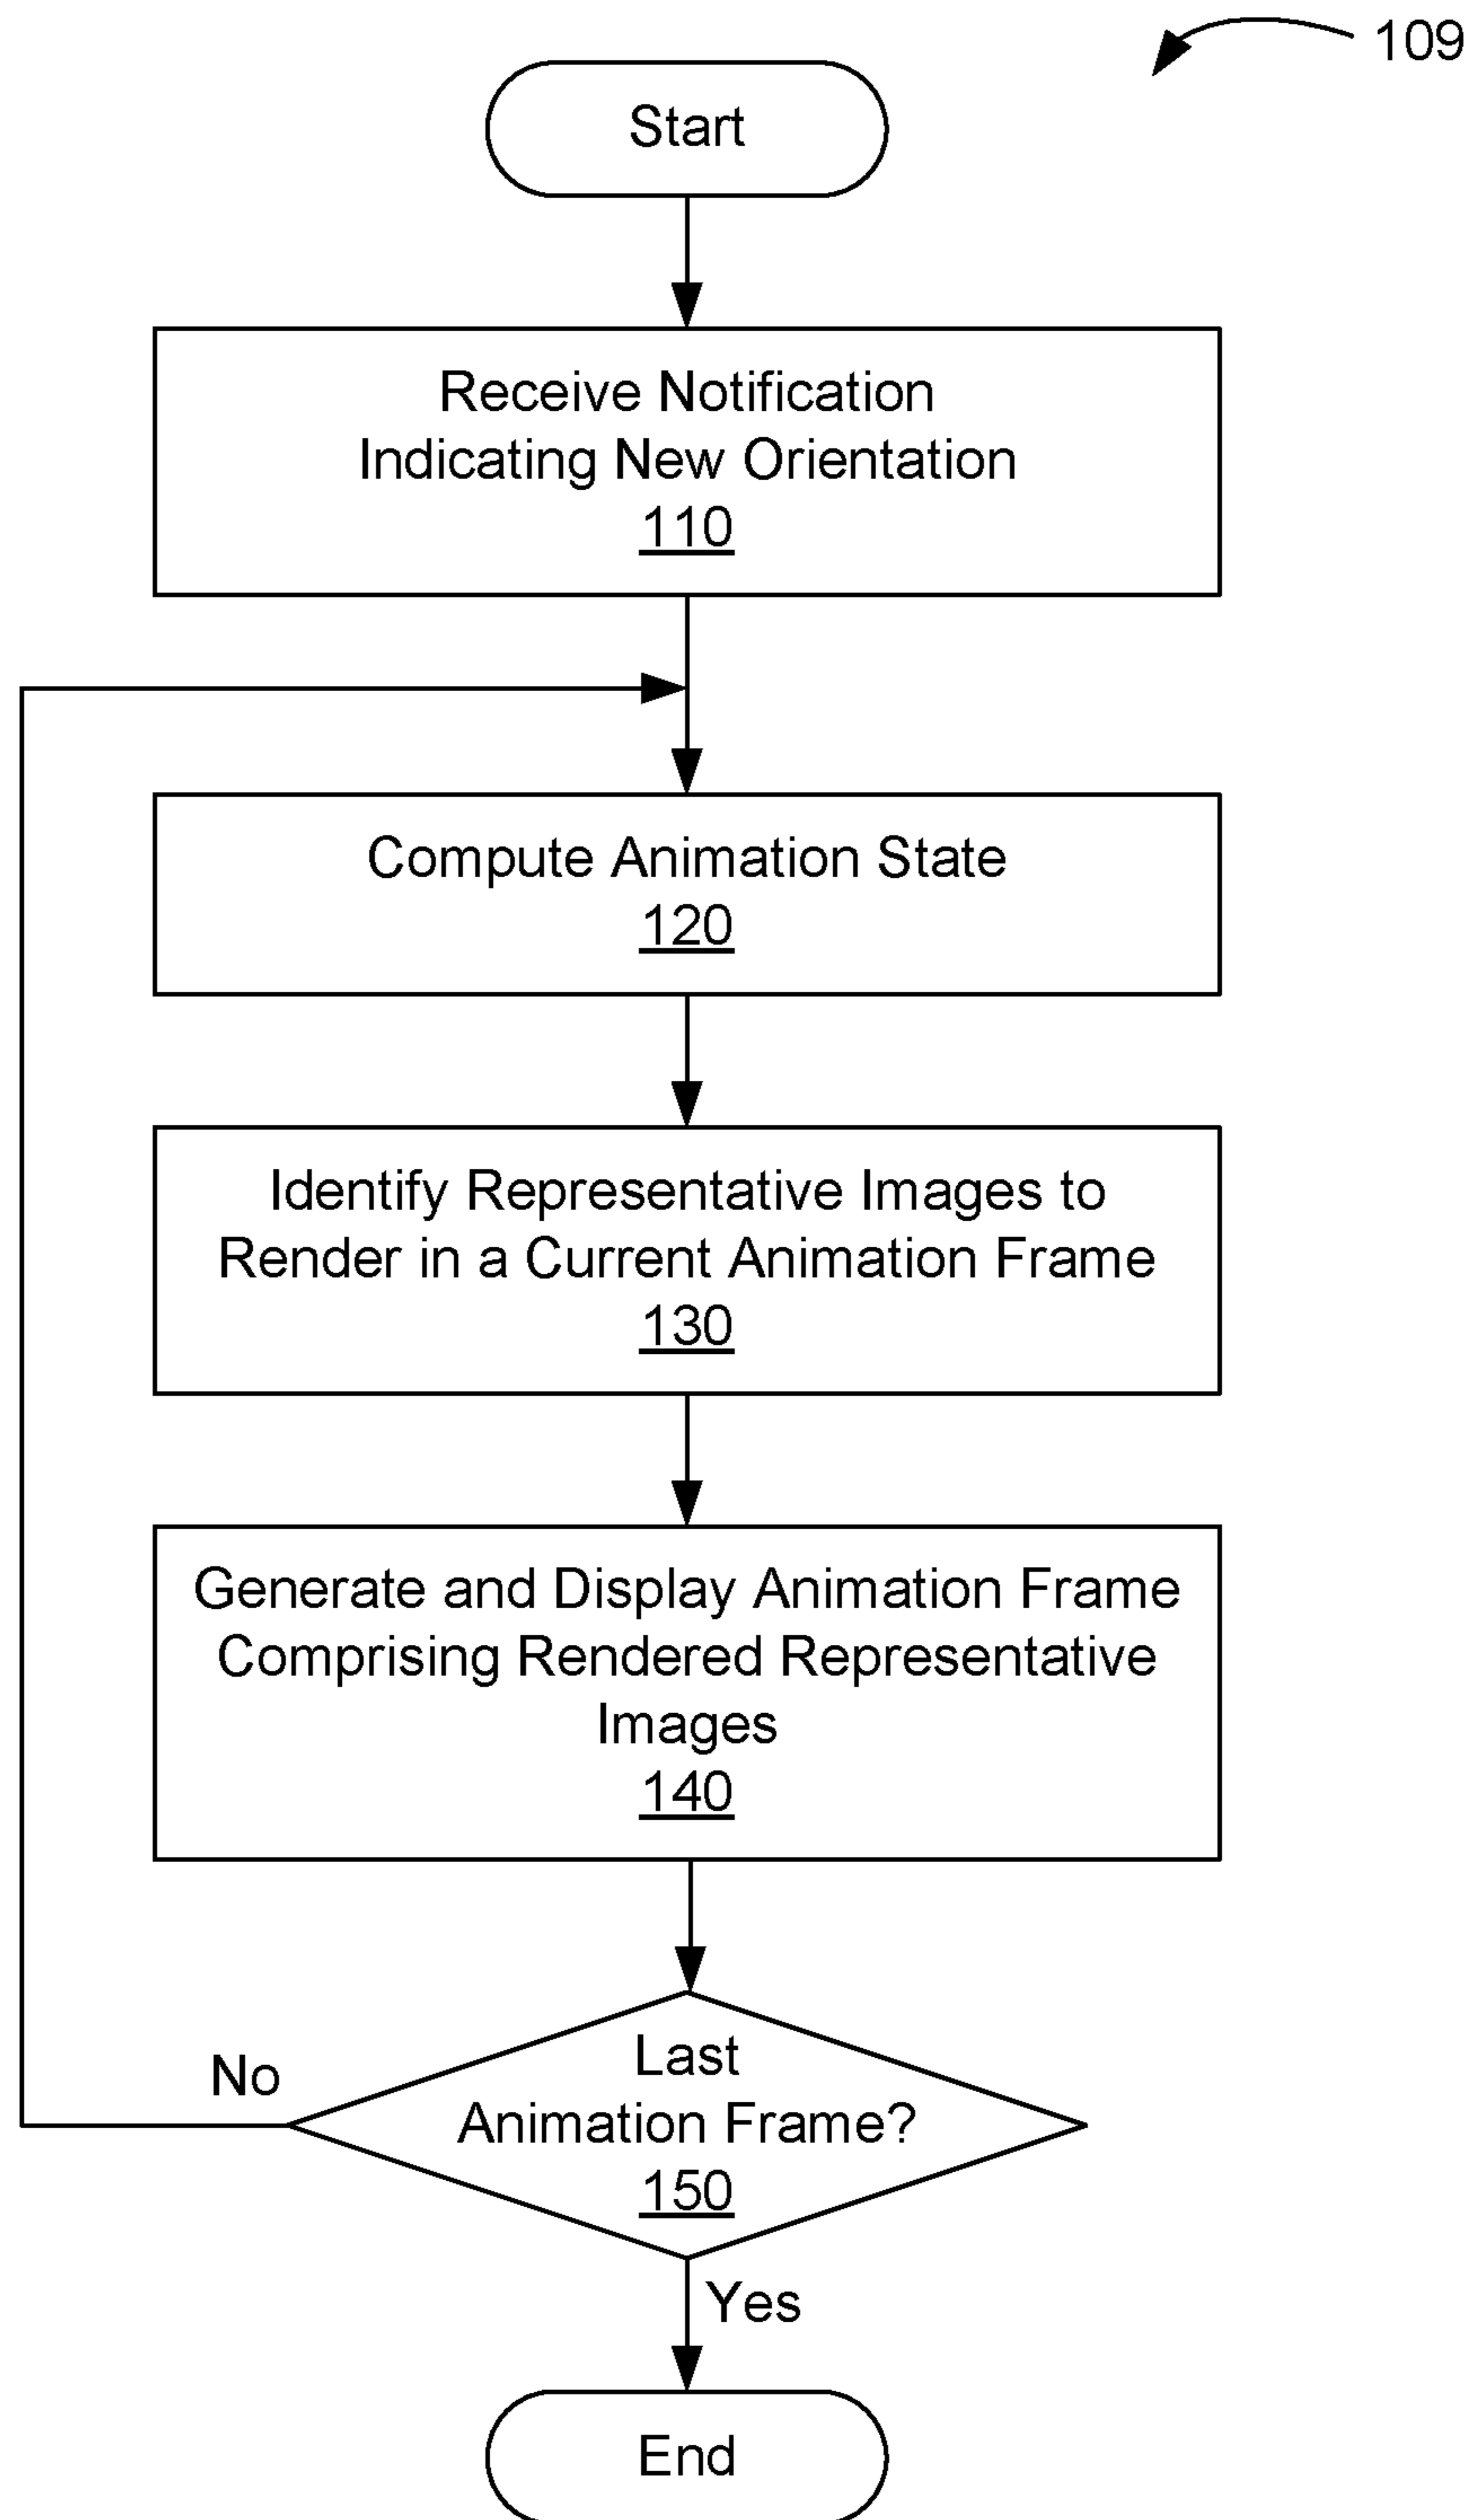 109
Start
Receive Notification
Indicating New Orientation
110
Compute Animation State
120
Identify Representative Images to
Render in a Current Animation Frame
130
Generate and Display Animation Frame
Comprising Rendered Representative
Images
140
Last
Animation Frame?
150
No
Yes
End